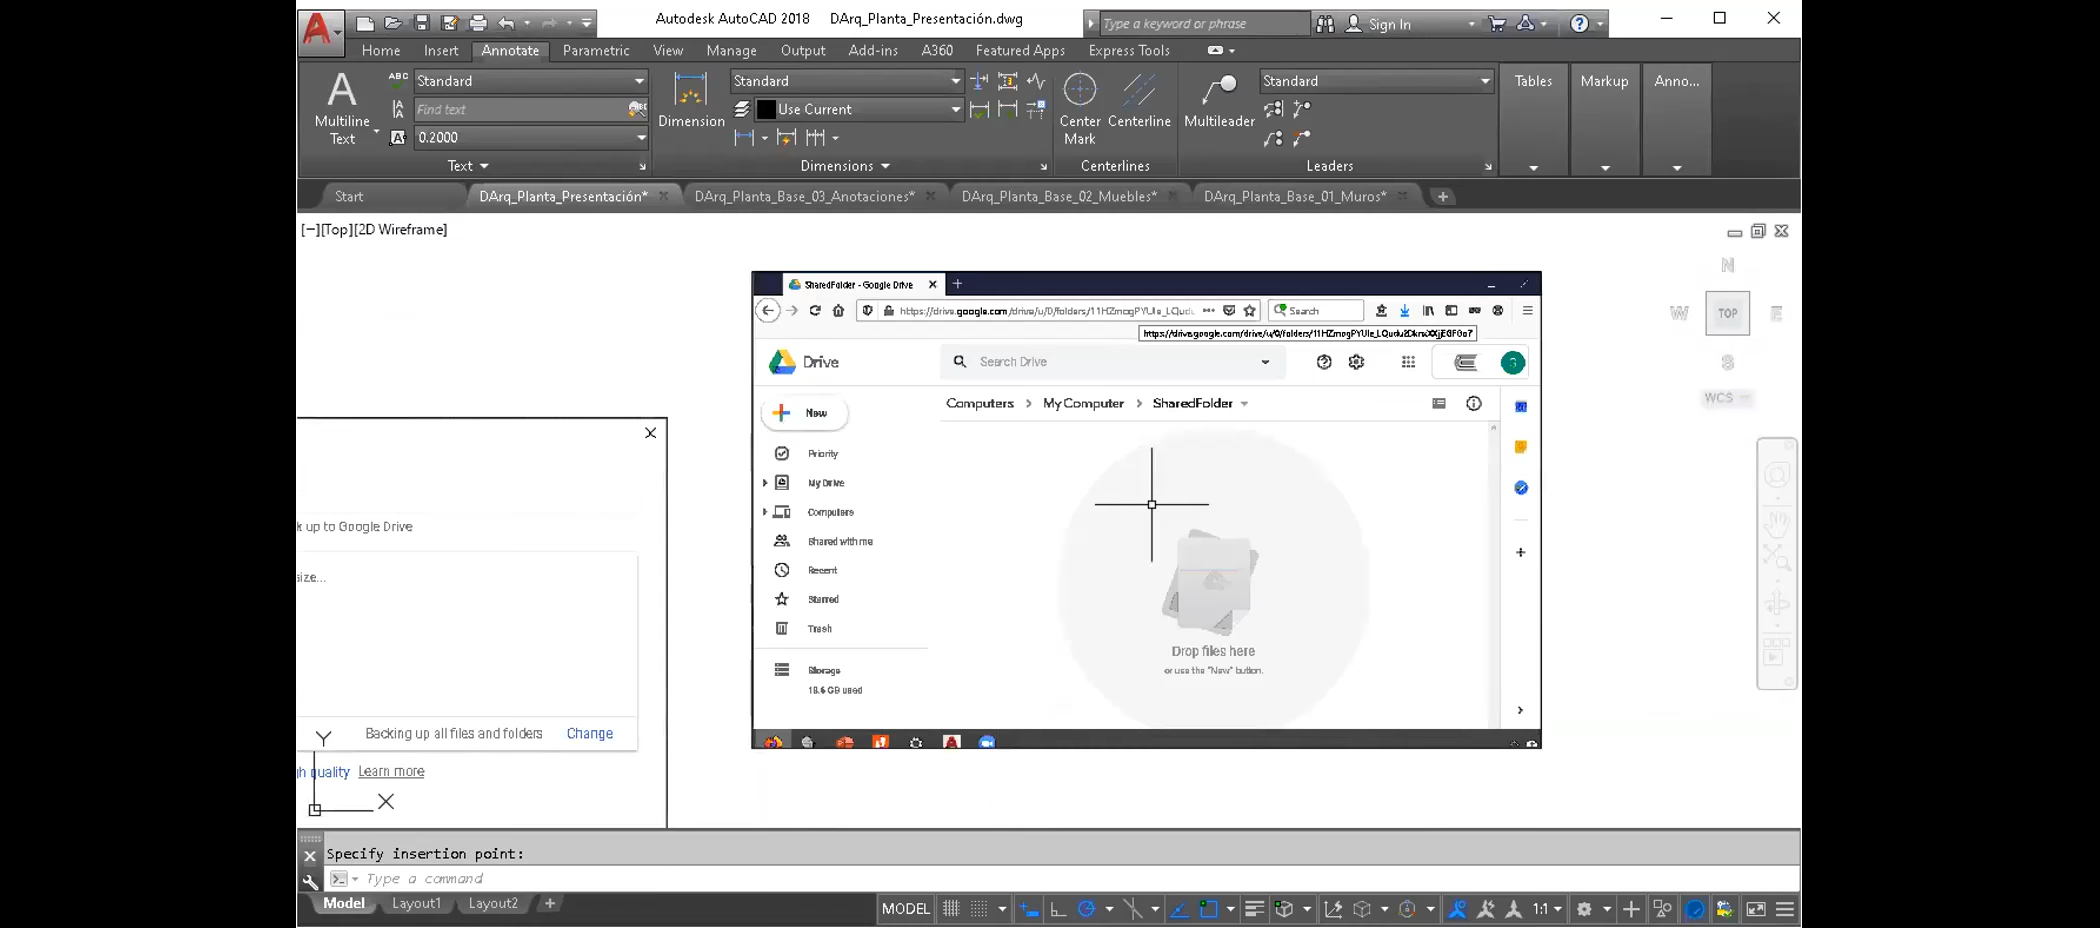 Autodesk AutoCAD 2018 DArq_Planta_Presentación.dwg
Type a keyword or phrase
Sign In
Home Insert Annotate Parametric View Manage Output Add-ins A360 Featured Apps Express Tools
A
Multiline Text
ABC
Standard
Find text
0.2000
Text
Dimension
Standard
Use Current
Dimensions
Center Mark
Centerline
Centerlines
Multileader
Standard
Leaders
Tables
Markup
Anno...
Start
DArq_Planta_Presentación*
DArq_Planta_Base_03_Anotaciones*
DArq_Planta_Base_02_Muebles*
DArq_Planta_Base_01_Muros*
[−][Top][2D Wireframe]
N
W TOP E
S
WCS
SharedFolder - Google Drive
Search
Drive
Search Drive
New
Computers > My Computer > SharedFolder
Priority
My Drive
Computers
Shared with me
Recent
Starred
Trash
Storage
18.6 GB used
Drop files here
or use the "New" button.
k up to Google Drive
size...
Backing up all files and folders Change
gh quality Learn more
Y
X
Specify insertion point:
Type a command
Model Layout1 Layout2
MODEL
1:1